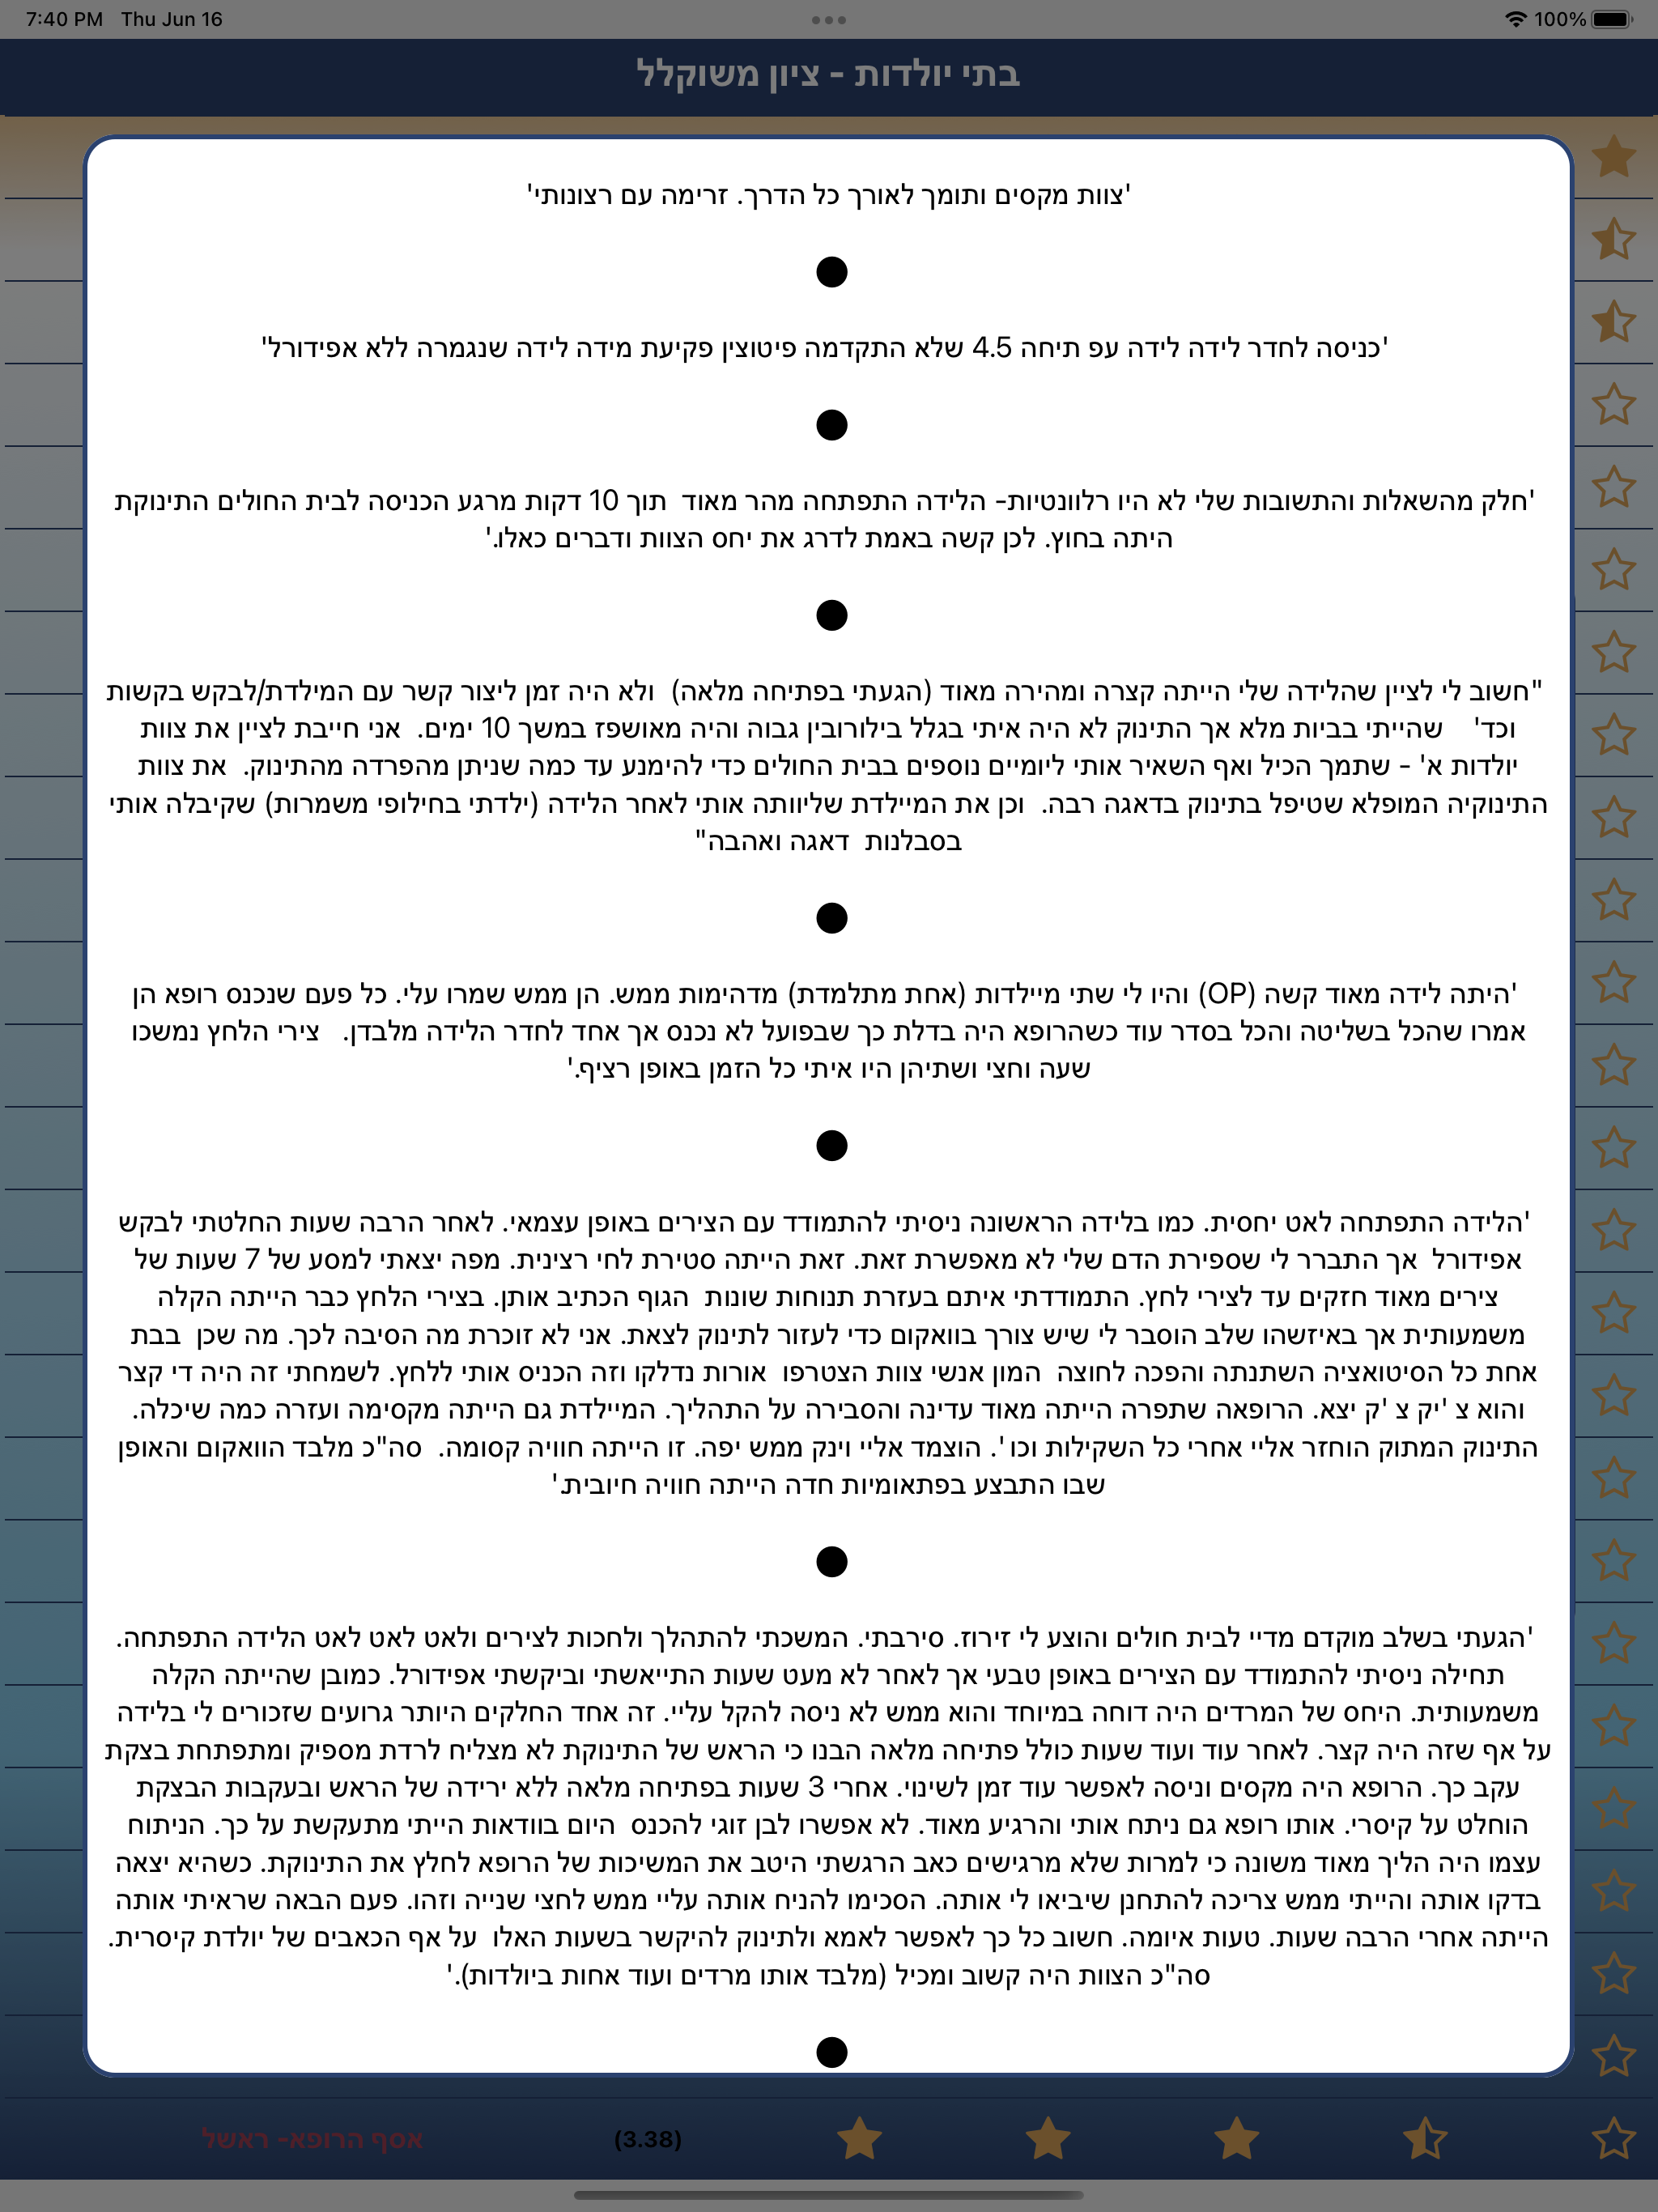 7:40 PM Thu Jun 16
100%
בתי יולדות - ציון משוקלל
'צוות מקסים ותומך לאורך כל הדרך. זרימה עם רצונותי'
'כניסה לחדר לידה לידה עפ תיחה 4.5 שלא התקדמה פיטוצין פקיעת מידה לידה שנגמרה ללא אפידורל'
'חלק מהשאלות והתשובות שלי לא היו רלוונטיות- הלידה התפתחה מהר מאוד תוך 10 דקות מרגע הכניסה לבית החולים התינוקת
היתה בחוץ. לכן קשה באמת לדרג את יחס הצוות ודברים כאלו.'
"חשוב לי לציין שהלידה שלי הייתה קצרה ומהירה מאוד (הגעתי בפתיחה מלאה) ולא היה זמן ליצור קשר עם המילדת/לבקש בקשות
וכד' שהייתי בביות מלא אך התינוק לא היה איתי בגלל בילורובין גבוה והיה מאושפז במשך 10 ימים. אני חייבת לציין את צוות
יולדות א' - שתמך הכיל ואף השאיר אותי ליומיים נוספים בבית החולים כדי להימנע עד כמה שניתן מהפרדה מהתינוק. את צוות
התינוקיה המופלא שטיפל בתינוק בדאגה רבה. וכן את המיילדת שליוותה אותי לאחר הלידה (ילדתי בחילופי משמרות) שקיבלה אותי
בסבלנות דאגה ואהבה"
'היתה לידה מאוד קשה (OP) והיו לי שתי מיילדות (אחת מתלמדת) מדהימות ממש. הן ממש שמרו עלי. כל פעם שנכנס רופא הן
אמרו שהכל בשליטה והכל בסדר עוד כשהרופא היה בדלת כך שבפועל לא נכנס אך אחד לחדר הלידה מלבדן. צירי הלחץ נמשכו
שעה וחצי ושתיהן היו איתי כל הזמן באופן רציף.'
'הלידה התפתחה לאט יחסית. כמו בלידה הראשונה ניסיתי להתמודד עם הצירים באופן עצמאי. לאחר הרבה שעות החלטתי לבקש
אפידורל אך התברר לי שספירת הדם שלי לא מאפשרת זאת. זאת הייתה סטירת לחי רצינית. מפה יצאתי למסע של 7 שעות של
צירים מאוד חזקים עד לצירי לחץ. התמודדתי איתם בעזרת תנוחות שונות הגוף הכתיב אותן. בצירי הלחץ כבר הייתה הקלה
משמעותית אך באיזשהו שלב הוסבר לי שיש צורך בוואקום כדי לעזור לתינוק לצאת. אני לא זוכרת מה הסיבה לכך. מה שכן בבת
אחת כל הסיטואציה השתנתה והפכה לחוצה המון אנשי צוות הצטרפו אורות נדלקו וזה הכניס אותי ללחץ. לשמחתי זה היה די קצר
והוא צ 'יק צ 'ק יצא. הרופאה שתפרה הייתה מאוד עדינה והסבירה על התהליך. המיילדת גם הייתה מקסימה ועזרה כמה שיכלה.
התינוק המתוק הוחזר אליי אחרי כל השקילות וכו '. הוצמד אליי וינק ממש יפה. זו הייתה חוויה קסומה. סה"כ מלבד הוואקום והאופן
שבו התבצע בפתאומיות חדה הייתה חוויה חיובית.'
'הגעתי בשלב מוקדם מדיי לבית חולים והוצע לי זירוז. סירבתי. המשכתי להתהלך ולחכות לצירים ולאט לאט לאט הלידה התפתחה.
תחילה ניסיתי להתמודד עם הצירים באופן טבעי אך לאחר לא מעט שעות התייאשתי וביקשתי אפידורל. כמובן שהייתה הקלה
משמעותית. היחס של המרדים היה דוחה במיוחד והוא ממש לא ניסה להקל עליי. זה אחד החלקים היותר גרועים שזכורים לי בלידה
על אף שזה היה קצר. לאחר עוד ועוד שעות כולל פתיחה מלאה הבנו כי הראש של התינוקת לא מצליח לרדת מספיק ומתפתחת בצקת
עקב כך. הרופא היה מקסים וניסה לאפשר עוד זמן לשינוי. אחרי 3 שעות בפתיחה מלאה ללא ירידה של הראש ובעקבות הבצקת
הוחלט על קיסרי. אותו רופא גם ניתח אותי והרגיע מאוד. לא אפשרו לבן זוגי להכנס היום בוודאות הייתי מתעקשת על כך. הניתוח
עצמו היה הליך מאוד משונה כי למרות שלא מרגישים כאב הרגשתי היטב את המשיכות של הרופא לחלץ את התינוקת. כשהיא יצאה
בדקו אותה והייתי ממש צריכה להתחנן שיביאו לי אותה. הסכימו להניח אותה עליי ממש לחצי שנייה וזהו. פעם הבאה שראיתי אותה
הייתה אחרי הרבה שעות. טעות איומה. חשוב כל כך לאפשר לאמא ולתינוק להיקשר בשעות האלו על אף הכאבים של יולדת קיסרית.
סה"כ הצוות היה קשוב ומכיל (מלבד אותו מרדים ועוד אחות ביולדות).'
אסף הרופא- ראשל (3.38)